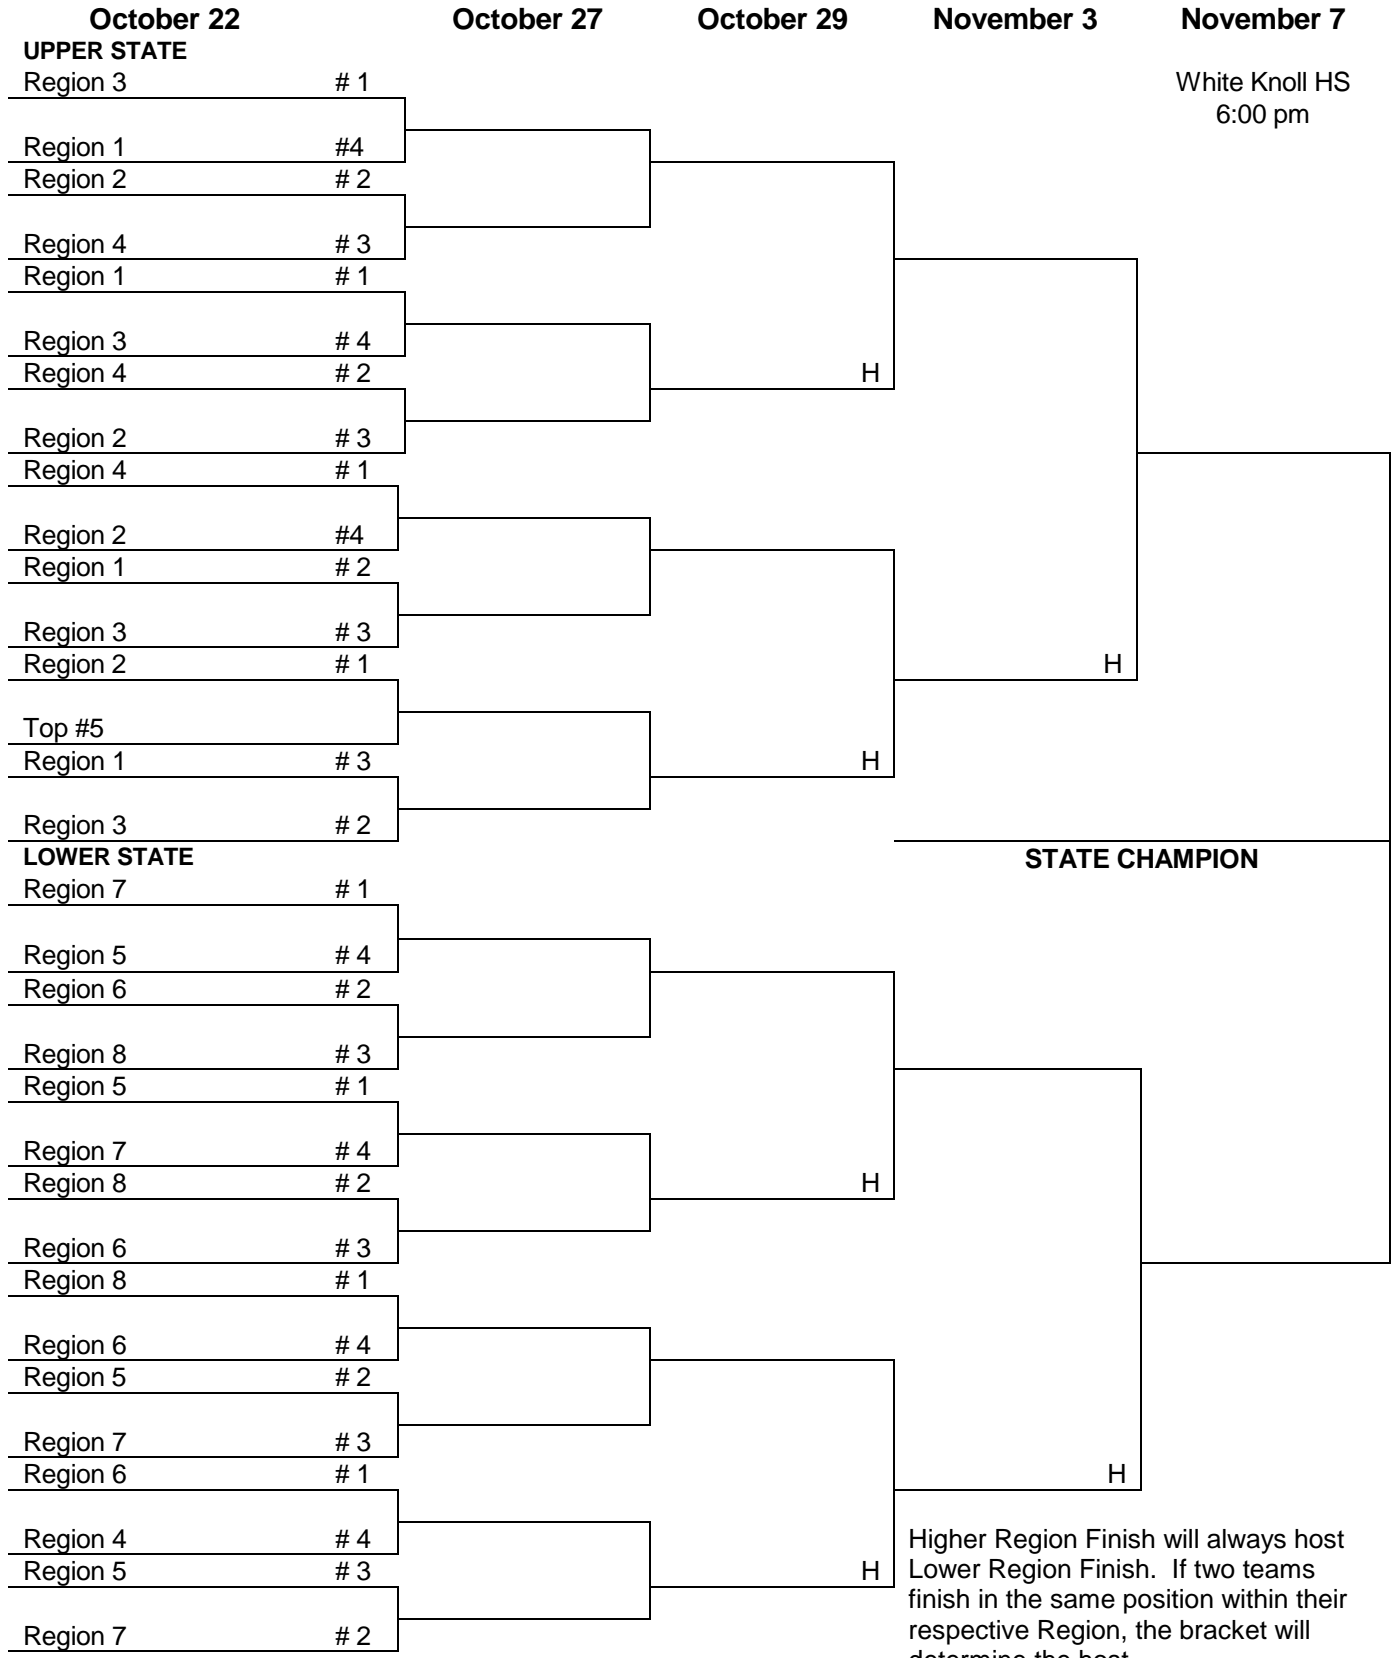 October 22 October 27 October 29 November 3 November 7
UPPER STATE
Region 3 # 1 White Knoll HS
6:00 pm
Region 1 #4
Region 2 # 2
Region 4 # 3
Region 1 # 1
Region 3 # 4
Region 4 # 2 H
Region 2 # 3
Region 4 # 1
Region 2 #4
Region 1 # 2
Region 3 # 3
Region 2 # 1 H
Top #5
Region 1 # 3 H
Region 3 # 2
LOWER STATE STATE CHAMPION
Region 7 # 1
Region 5 # 4
Region 6 # 2
Region 8 # 3
Region 5 # 1
Region 7 # 4
Region 8 # 2 H
Region 6 # 3
Region 8 # 1
Region 6 # 4
Region 5 # 2
Region 7 # 3
Region 6 # 1 H
Region 4 # 4 Higher Region Finish will always host
Region 5 # 3 H Lower Region Finish. If two teams
finish in the same position within their
Region 7 # 2 respective Region, the bracket will